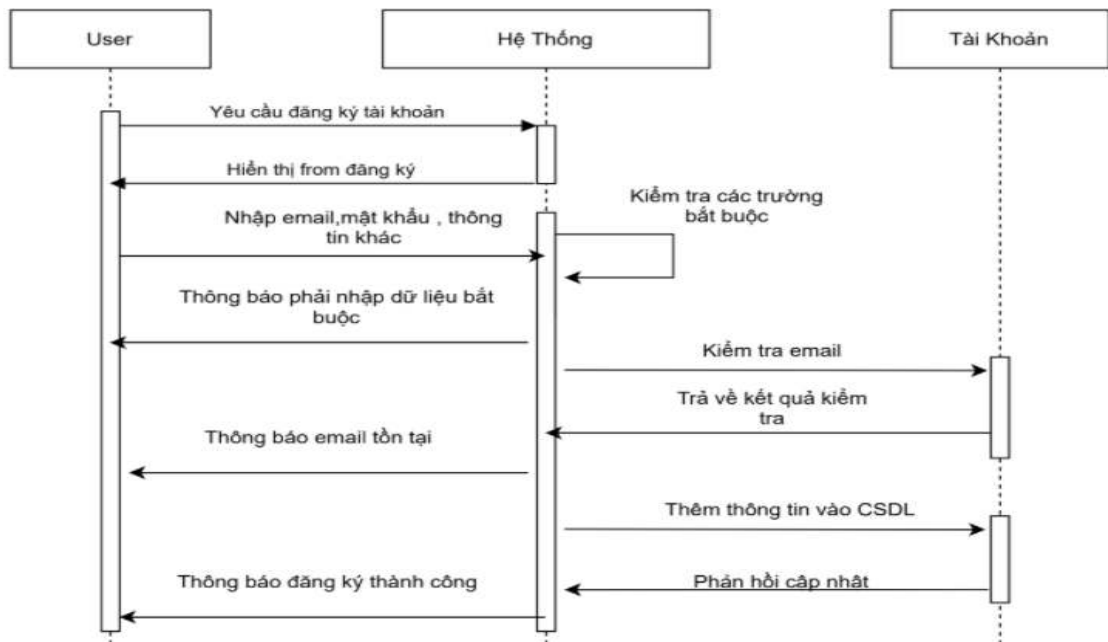 User
Hệ Thống
Tài Khoản
Yêu cầu đăng ký tài khoản
Hiển thị from đăng ký
Kiểm tra các trường
bắt buộc
Nhập email,mật khẩu , thông
tin khác
Thông báo phải nhập dữ liệu bắt
buộc
Kiểm tra email
Trả về kết quả kiểm
tra
Thông báo email tồn tại
Thêm thông tin vào CSDL
Thông báo đăng ký thành công
Phản hồi cập nhật